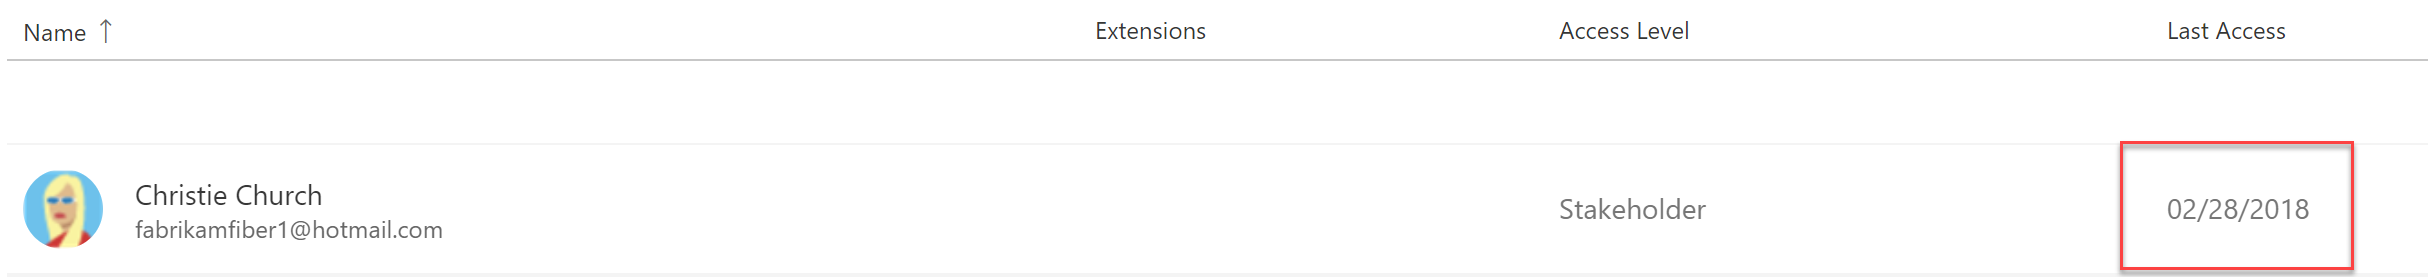 Name ↑ Extensions Access Level Last Access
Christie Church
fabrikamfiber1@hotmail.com
Stakeholder
02/28/2018